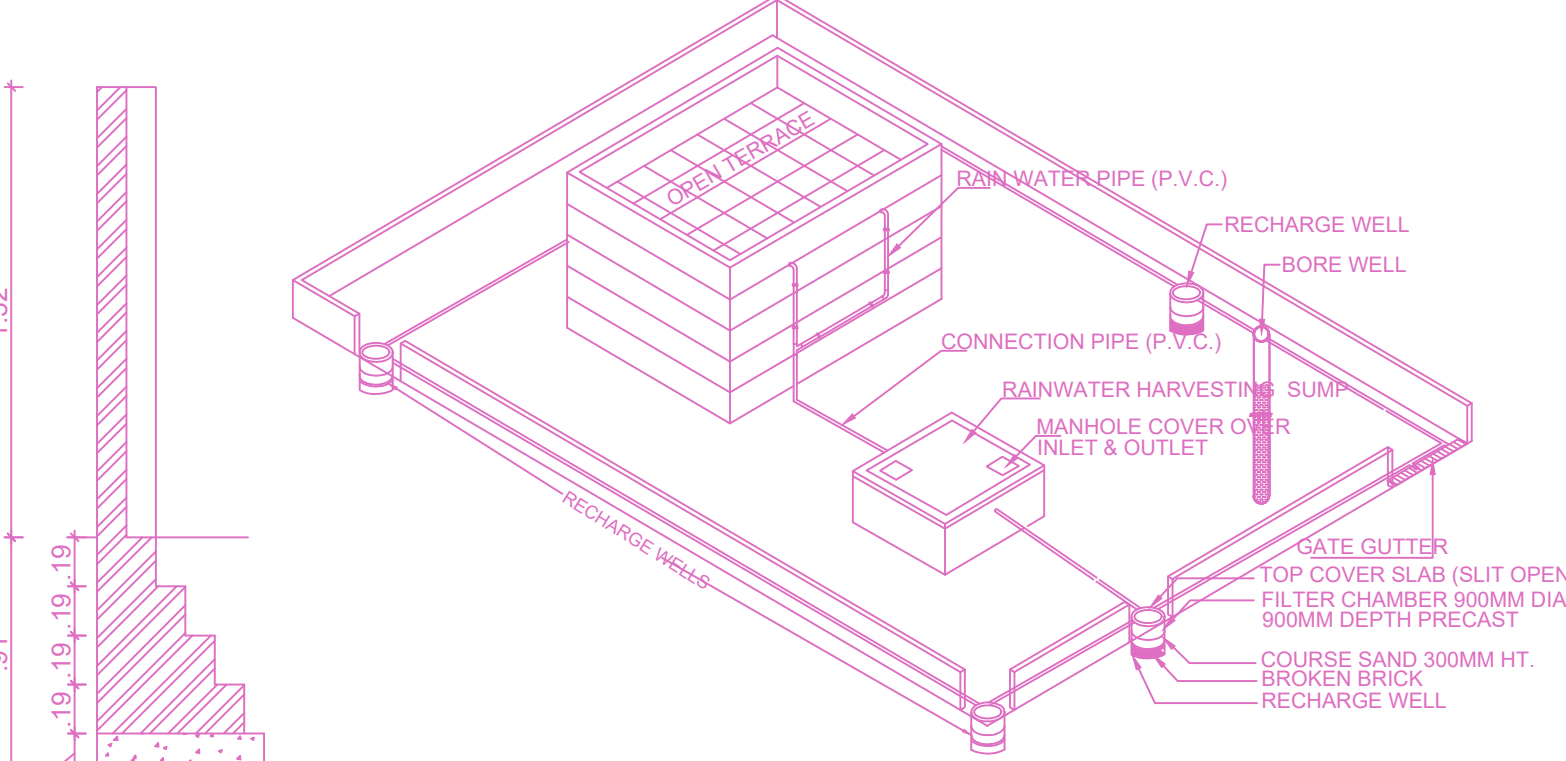 OPEN TERRACE
RAIN WATER PIPE (P.V.C.)
RECHARGE WELL
BORE WELL
CONNECTION PIPE (P.V.C.)
RAINWATER HARVESTING SUMP
MANHOLE COVER OVER
INLET & OUTLET
RECHARGE WELLS
GATE GUTTER
TOP COVER SLAB (SLIT OPEN
FILTER CHAMBER 900MM DIA
900MM DEPTH PRECAST
COURSE SAND 300MM HT.
BROKEN BRICK
RECHARGE WELL
.19
.19
.19
.19